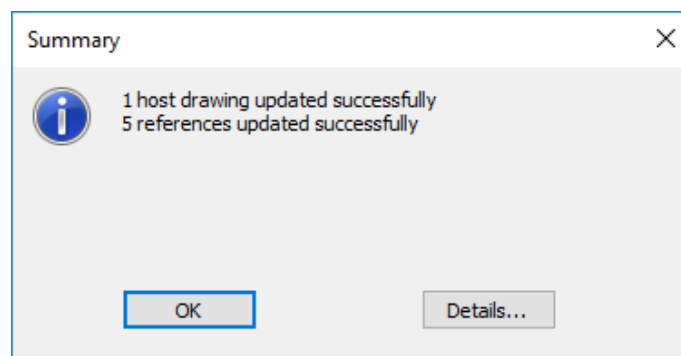 Summary
1 host drawing updated successfully
5 references updated successfully
OK
Details...